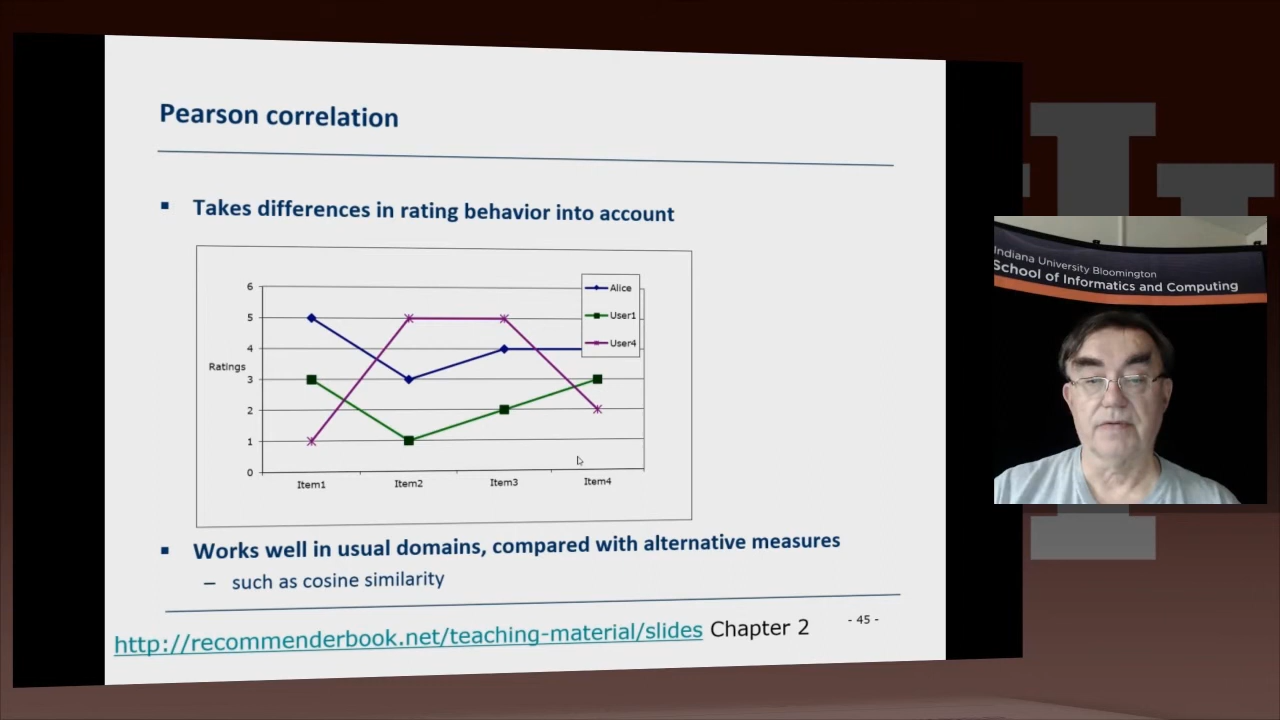 Pearson correlation
▪ Takes differences in rating behavior into account
6
5
4
3
2
1
0
Ratings
Item1 Item2 Item3 Item4
Alice
User1
User4
▪ Works well in usual domains, compared with alternative measures
– such as cosine similarity
http://recommenderbook.net/teaching-material/slides Chapter 2
- 45 -
Indiana University Bloomington
School of Informatics and Computing